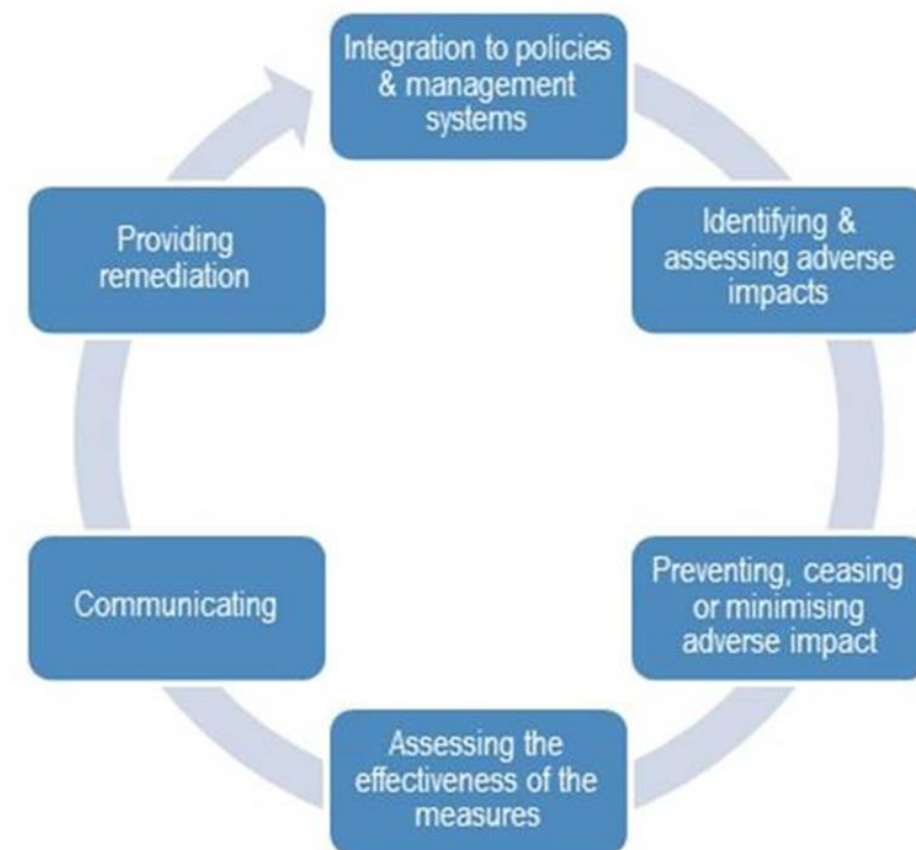 Integration to policies
& management
systems
Identifying &
assessing adverse
impacts
Preventing, ceasing
or minimising
adverse impact
Assessing the
effectiveness of the
measures
Communicating
Providing
remediation